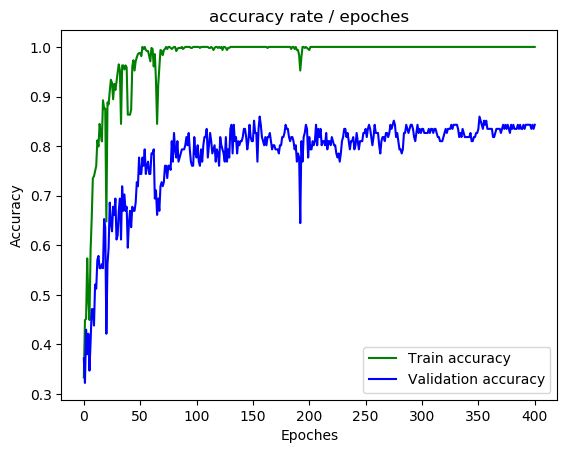 accuracy rate / epoches
1.0
0.9
0.8
0.7
0.6
0.5
0.4
0.3
Accuracy
0 50 100 150 200 250 300 350 400
Epoches
Train accuracy
Validation accuracy